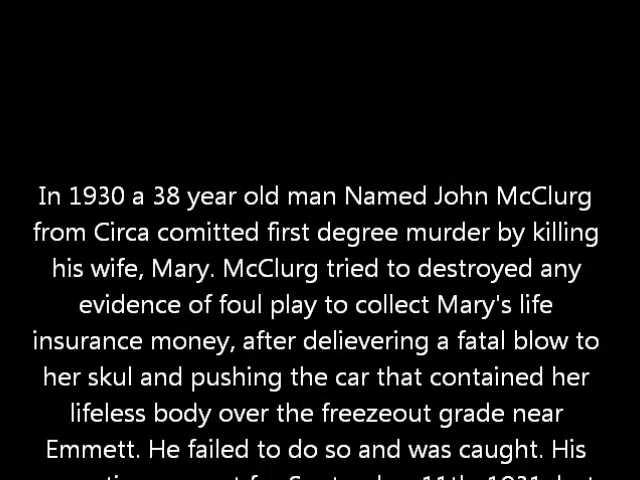 In 1930 a 38 year old man Named John McClurg
from Circa comitted first degree murder by killing
his wife, Mary. McClurg tried to destroyed any
evidence of foul play to collect Mary's life
insurance money, after delievering a fatal blow to
her skul and pushing the car that contained her
lifeless body over the freezeout grade near
Emmett. He failed to do so and was caught. His